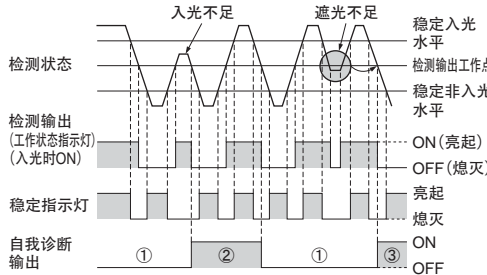 入光不足
遮光不足
稳定入光
水平
检测状态
检测输出工作点
稳定非入光
水平
检测输出
(工作状态指示灯)
(入光时ON)
ON(亮起)
OFF(熄灭)
稳定指示灯
亮起
熄灭
自我诊断
输出
① ② ① ③
ON
OFF